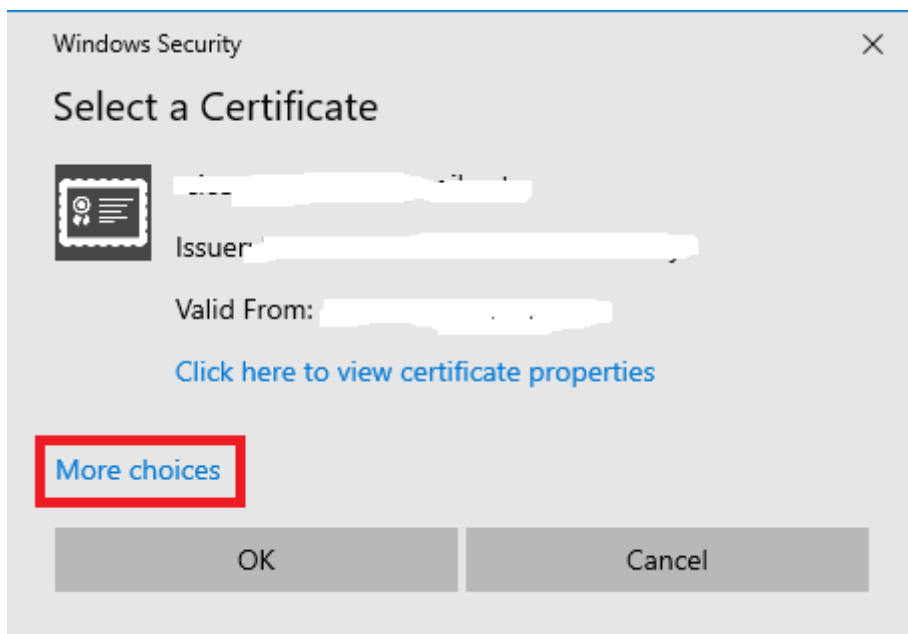 Windows Security
Select a Certificate
Issuer:
Valid From:
Click here to view certificate properties
More choices
OK
Cancel